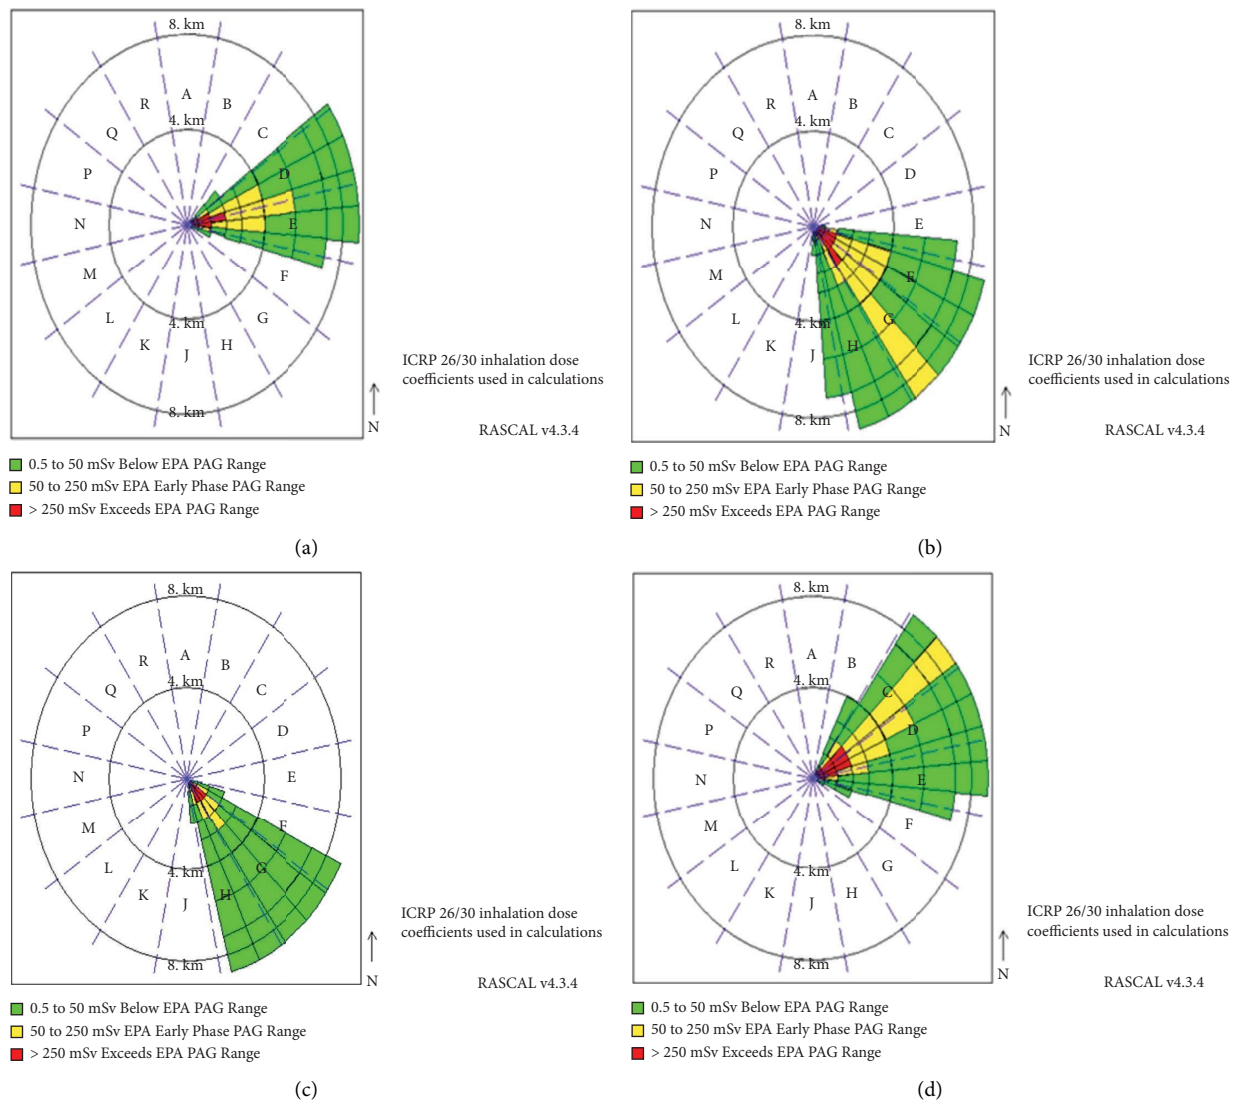 8. km
A
B
C
D
E
F
G
H
J
K
L
M
N
P
Q
R
4. km
4. km
8. km
N
ICRP 26/30 inhalation dose
coefficients used in calculations
RASCAL v4.3.4
0.5 to 50 mSv Below EPA PAG Range
50 to 250 mSv EPA Early Phase PAG Range
> 250 mSv Exceeds EPA PAG Range
(a)
8. km
A
B
C
D
E
F
G
H
J
K
L
M
N
P
Q
R
4. km
4. km
8. km
N
ICRP 26/30 inhalation dose
coefficients used in calculations
RASCAL v4.3.4
0.5 to 50 mSv Below EPA PAG Range
50 to 250 mSv EPA Early Phase PAG Range
> 250 mSv Exceeds EPA PAG Range
(b)
8. km
A
B
C
D
E
F
G
H
J
K
L
M
N
P
Q
R
4. km
4. km
8. km
N
ICRP 26/30 inhalation dose
coefficients used in calculations
RASCAL v4.3.4
0.5 to 50 mSv Below EPA PAG Range
50 to 250 mSv EPA Early Phase PAG Range
> 250 mSv Exceeds EPA PAG Range
(c)
8. km
A
B
C
D
E
F
G
H
J
K
L
M
N
P
Q
R
4. km
4. km
8. km
N
ICRP 26/30 inhalation dose
coefficients used in calculations
RASCAL v4.3.4
0.5 to 50 mSv Below EPA PAG Range
50 to 250 mSv EPA Early Phase PAG Range
> 250 mSv Exceeds EPA PAG Range
(d)